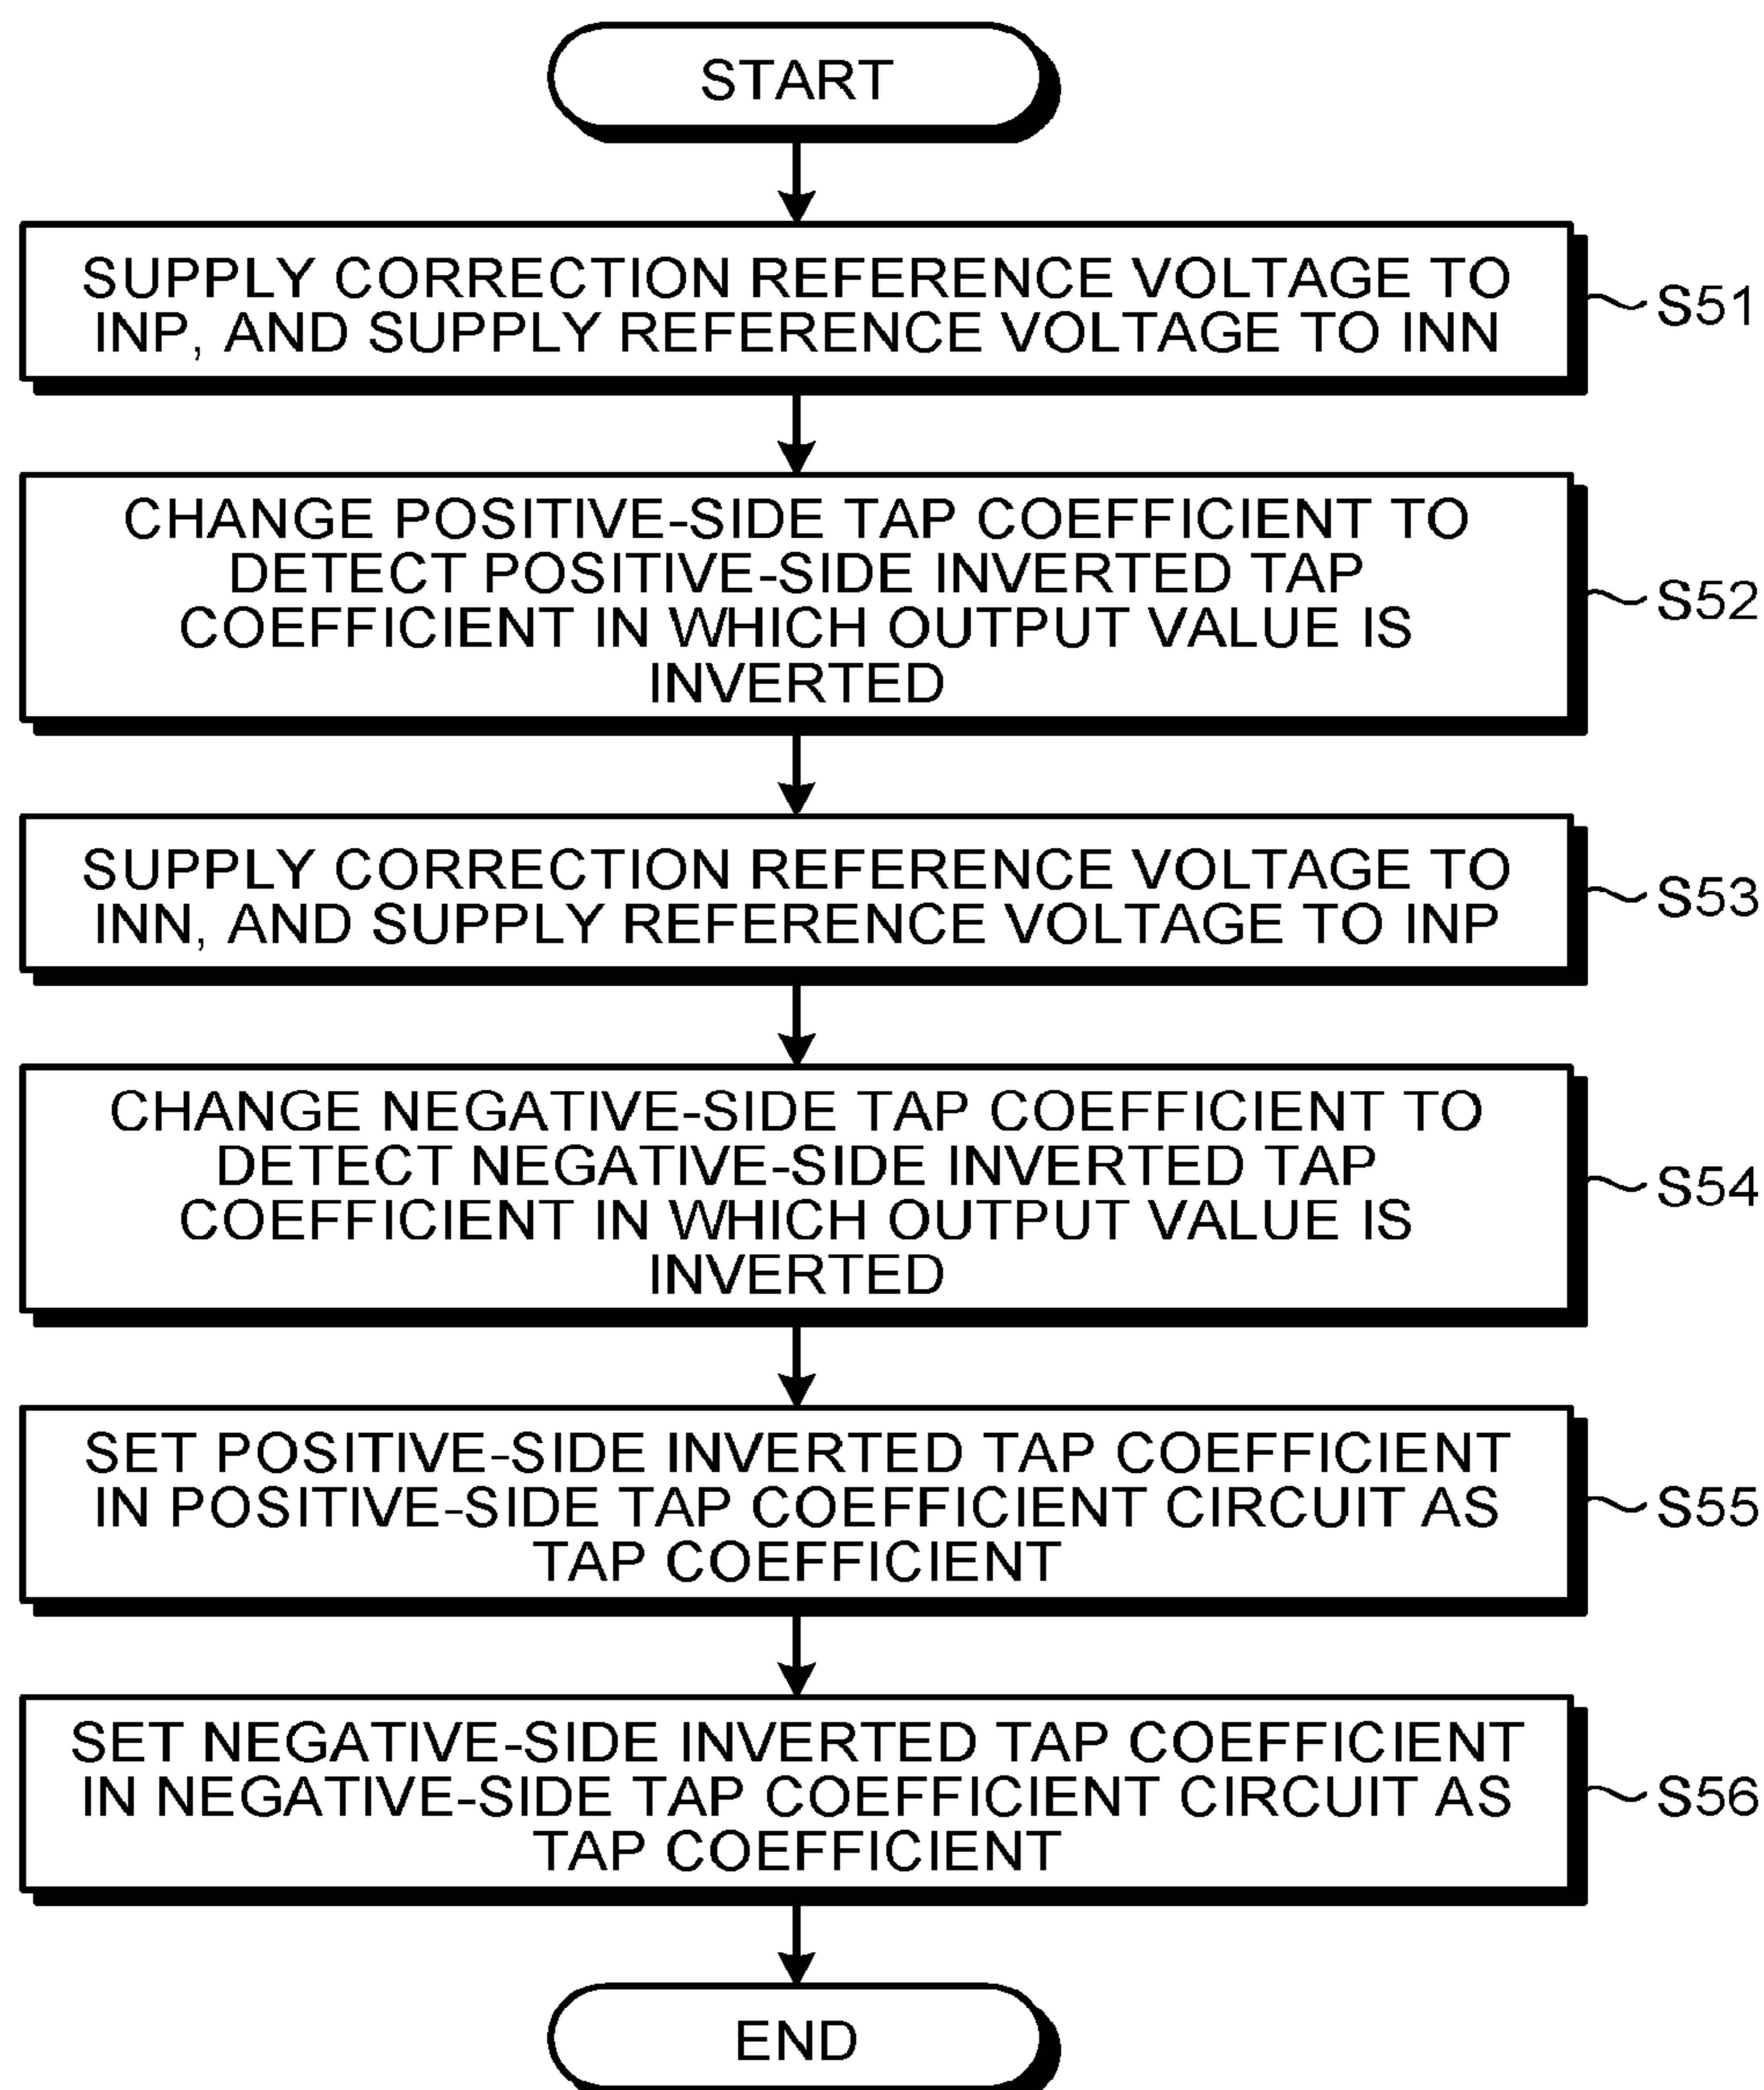 START
SUPPLY CORRECTION REFERENCE VOLTAGE TO
INP, AND SUPPLY REFERENCE VOLTAGE TO INN
S51
CHANGE POSITIVE-SIDE TAP COEFFICIENT TO
DETECT POSITIVE-SIDE INVERTED TAP
COEFFICIENT IN WHICH OUTPUT VALUE IS
INVERTED
S52
SUPPLY CORRECTION REFERENCE VOLTAGE TO
INN, AND SUPPLY REFERENCE VOLTAGE TO INP
S53
CHANGE NEGATIVE-SIDE TAP COEFFICIENT TO
DETECT NEGATIVE-SIDE INVERTED TAP
COEFFICIENT IN WHICH OUTPUT VALUE IS
INVERTED
S54
SET POSITIVE-SIDE INVERTED TAP COEFFICIENT
IN POSITIVE-SIDE TAP COEFFICIENT CIRCUIT AS
TAP COEFFICIENT
S55
SET NEGATIVE-SIDE INVERTED TAP COEFFICIENT
IN NEGATIVE-SIDE TAP COEFFICIENT CIRCUIT AS
TAP COEFFICIENT
S56
END